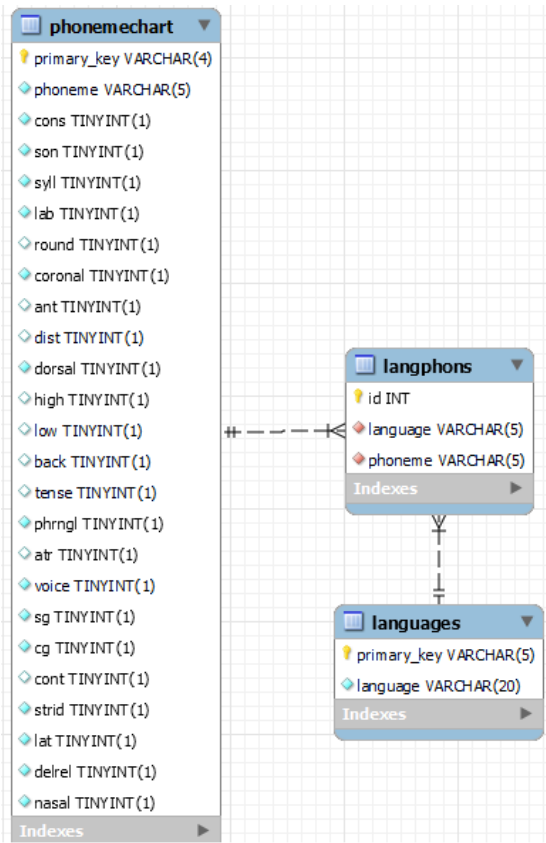 phonemechart
primary_key VARCHAR(4)
phoneme VARCHAR(5)
cons TINYINT(1)
son TINYINT(1)
syll TINYINT(1)
lab TINYINT(1)
round TINYINT(1)
coronal TINYINT(1)
ant TINYINT(1)
dist TINYINT(1)
dorsal TINYINT(1)
high TINYINT(1)
low TINYINT(1)
back TINYINT(1)
tense TINYINT(1)
phrngl TINYINT(1)
atr TINYINT(1)
voice TINYINT(1)
sg TINYINT(1)
cg TINYINT(1)
cont TINYINT(1)
strid TINYINT(1)
lat TINYINT(1)
delrel TINYINT(1)
nasal TINYINT(1)
Indexes
langphons
id INT
language VARCHAR(5)
phoneme VARCHAR(5)
Indexes
languages
primary_key VARCHAR(5)
language VARCHAR(20)
Indexes